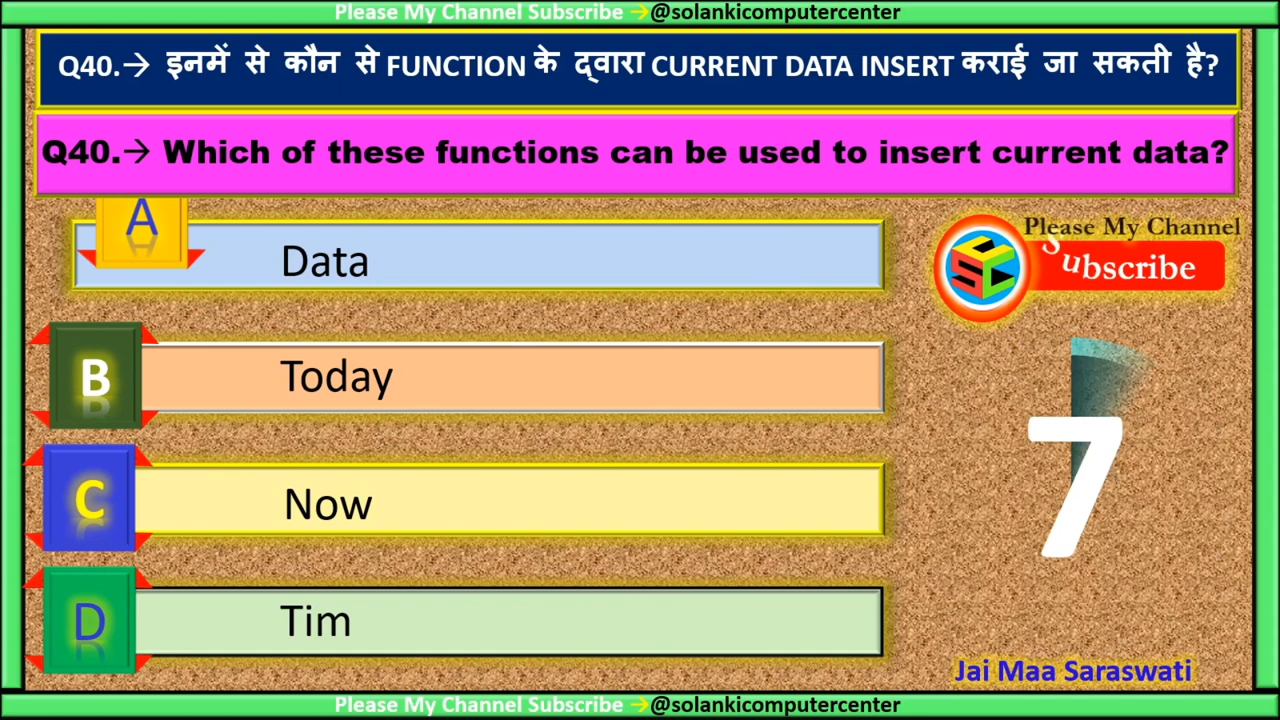 Please My Channel Subscribe →@solankicomputercenter
Q40.→ इनमें से कौन से FUNCTION के द्वारा CURRENT DATA INSERT कराई जा सकती है?
Q40.→ Which of these functions can be used to insert current data?
A
Data
Please My Channel
Subscribe
SCC
B
Today
C
Now
7
D
Tim
Jai Maa Saraswati
Please My Channel Subscribe →@solankicomputercenter